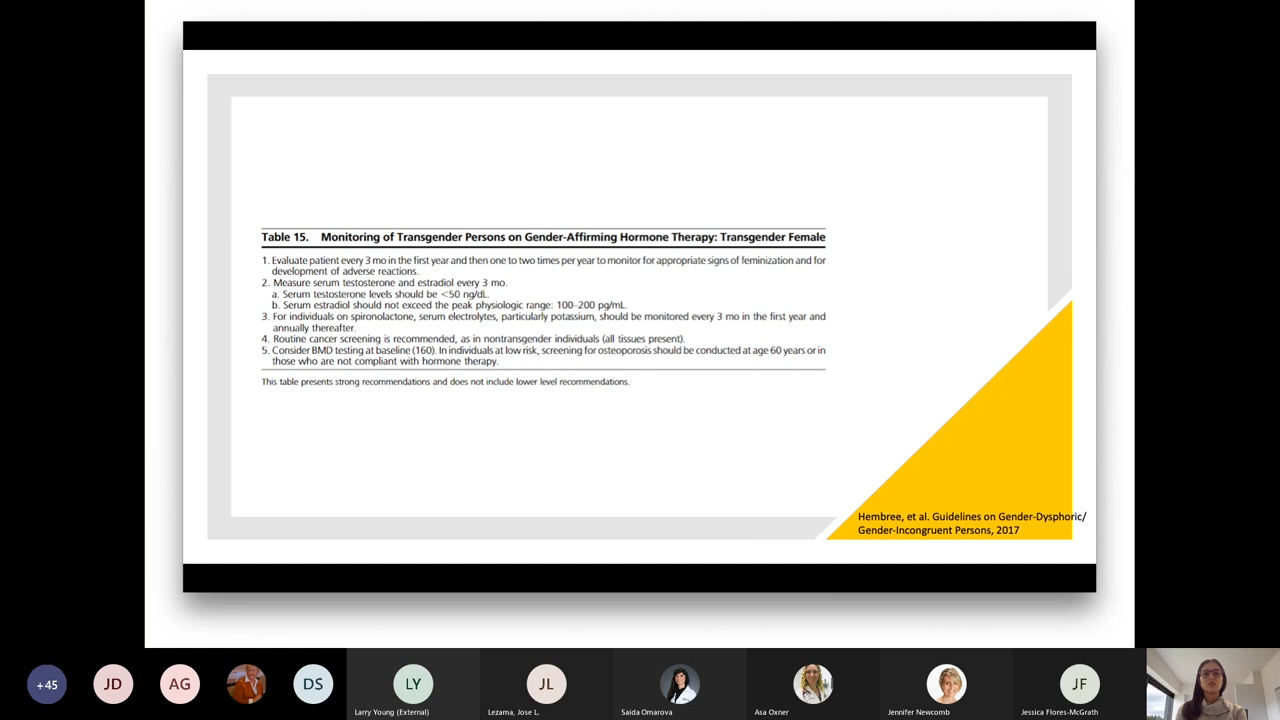 Table 15. Monitoring of Transgender Persons on Gender-Affirming Hormone Therapy: Transgender Female
1. Evaluate patient every 3 mo in the first year and then one to two times per year to monitor for appropriate signs of feminization and for
development of adverse reactions.
2. Measure serum testosterone and estradiol every 3 mo.
a. Serum testosterone levels should be <50 ng/dL.
b. Serum estradiol should not exceed the peak physiologic range: 100–200 pg/mL.
3. For individuals on spironolactone, serum electrolytes, particularly potassium, should be monitored every 3 mo in the first year and
annually thereafter.
4. Routine cancer screening is recommended, as in nontransgender individuals (all tissues present).
5. Consider BMD testing at baseline (160). In individuals at low risk, screening for osteoporosis should be conducted at age 60 years or in
those who are not compliant with hormone therapy.
This table presents strong recommendations and does not include lower level recommendations.
Hembree, et al. Guidelines on Gender-Dysphoric/
Gender-Incongruent Persons, 2017
+45
JD
AG
DS
LY
JL
JF
Larry Young (External)
Lezama, Jose L.
Saida Omarova
Asa Oxner
Jennifer Newcomb
Jessica Flores-McGrath